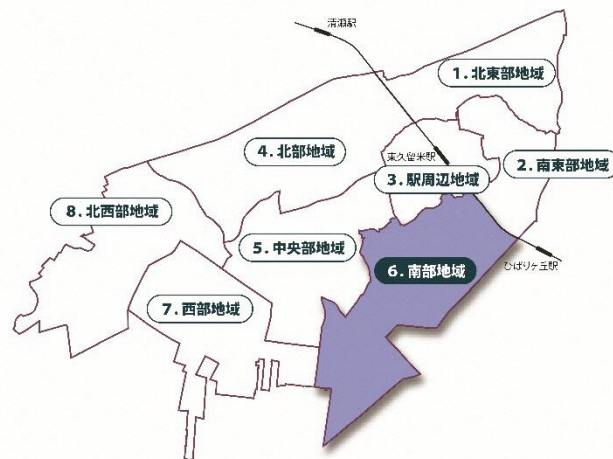 清瀬駅
1.北東部地域
4.北部地域
東久留米駅
2.南東部地域
3.駅周辺地域
8.北西部地域
5.中央部地域
6.南部地域
ひばりヶ丘駅
7.西部地域